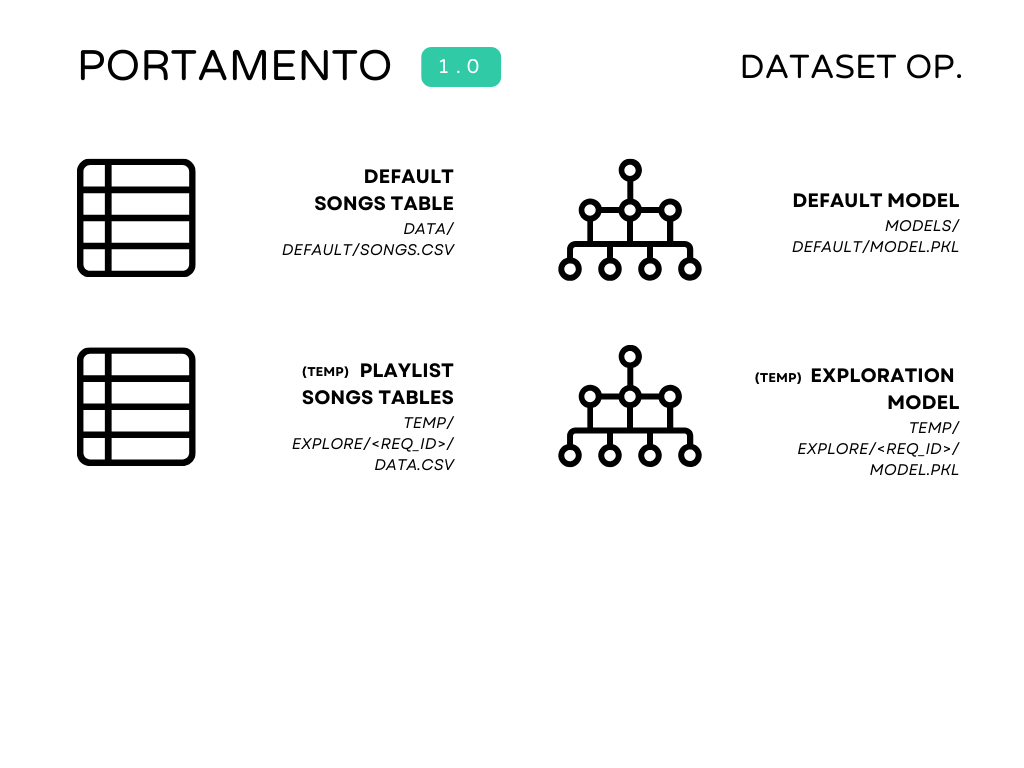 PORTAMENTO 1.0
DATASET OP.
DEFAULT
SONGS TABLE
DATA/
DEFAULT/SONGS.CSV
DEFAULT MODEL
MODELS/
DEFAULT/MODEL.PKL
(TEMP) PLAYLIST
SONGS TABLES
TEMP/
EXPLORE/<REQ_ID>/
DATA.CSV
(TEMP) EXPLORATION
MODEL
TEMP/
EXPLORE/<REQ_ID>/
MODEL.PKL